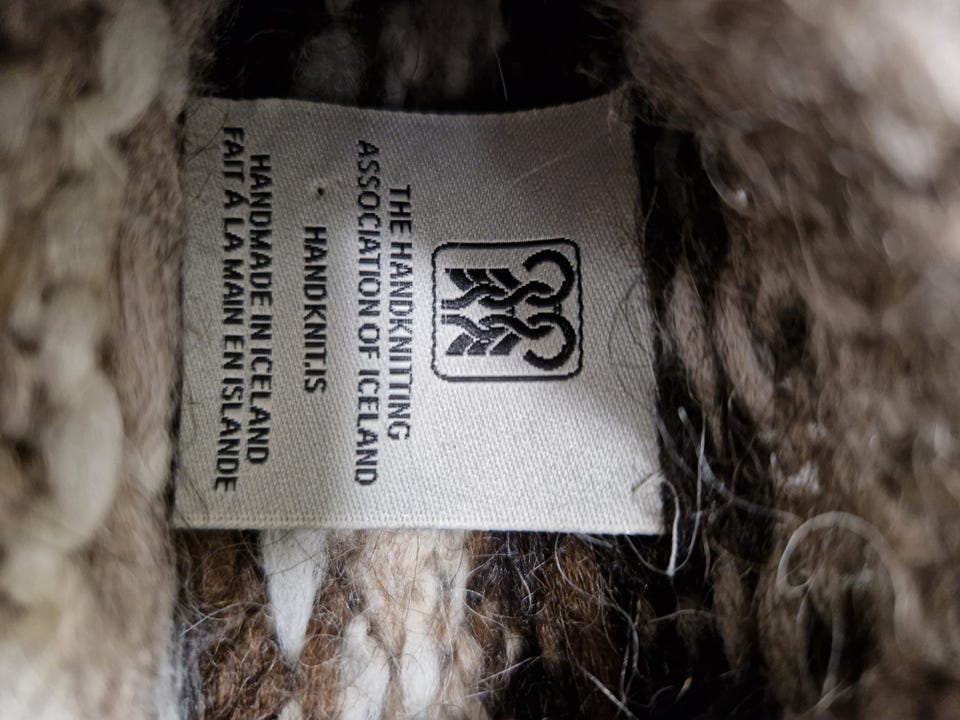 THE HANDKNITTING
ASSOCIATION OF ICELAND
HANDKNIT.IS
HANDMADE IN ICELAND
FAIT Á LA MAIN EN ISLANDE